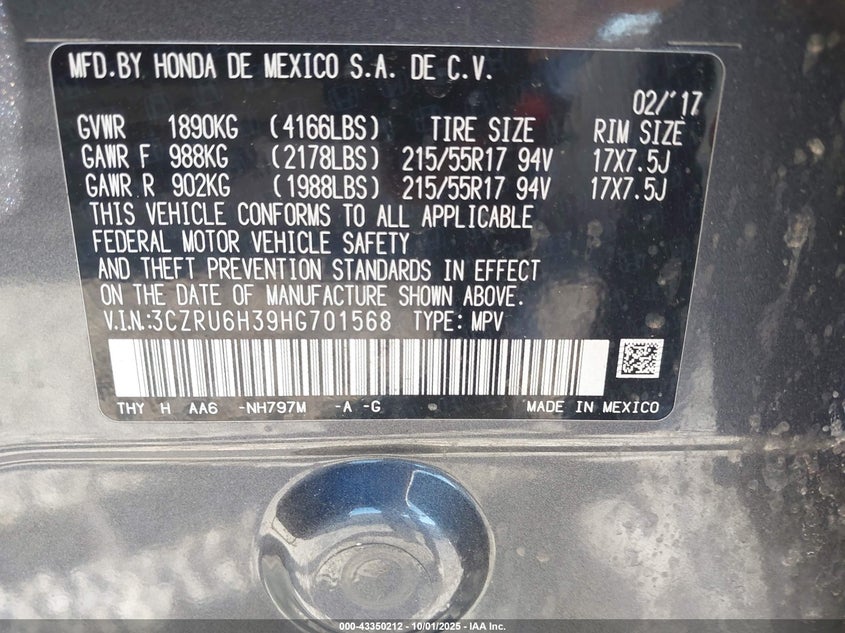 MFD.BY HONDA DE MEXICO S.A. DE C.V.
02/'17
GVWR 1890KG (4166LBS) TIRE SIZE RIM SIZE
GAWR F 988KG (2178LBS) 215/55R17 94V 17X7.5J
GAWR R 902KG (1988LBS) 215/55R17 94V 17X7.5J
THIS VEHICLE CONFORMS TO ALL APPLICABLE
FEDERAL MOTOR VEHICLE SAFETY
AND THEFT PREVENTION STANDARDS IN EFFECT
ON THE DATE OF MANUFACTURE SHOWN ABOVE.
V.I.N:3CZRU6H39HG701568 TYPE: MPV
THY H AA6 -NH797M -A -G MADE IN MEXICO
000-43350212 - 10/01/2025 - IAA Inc.